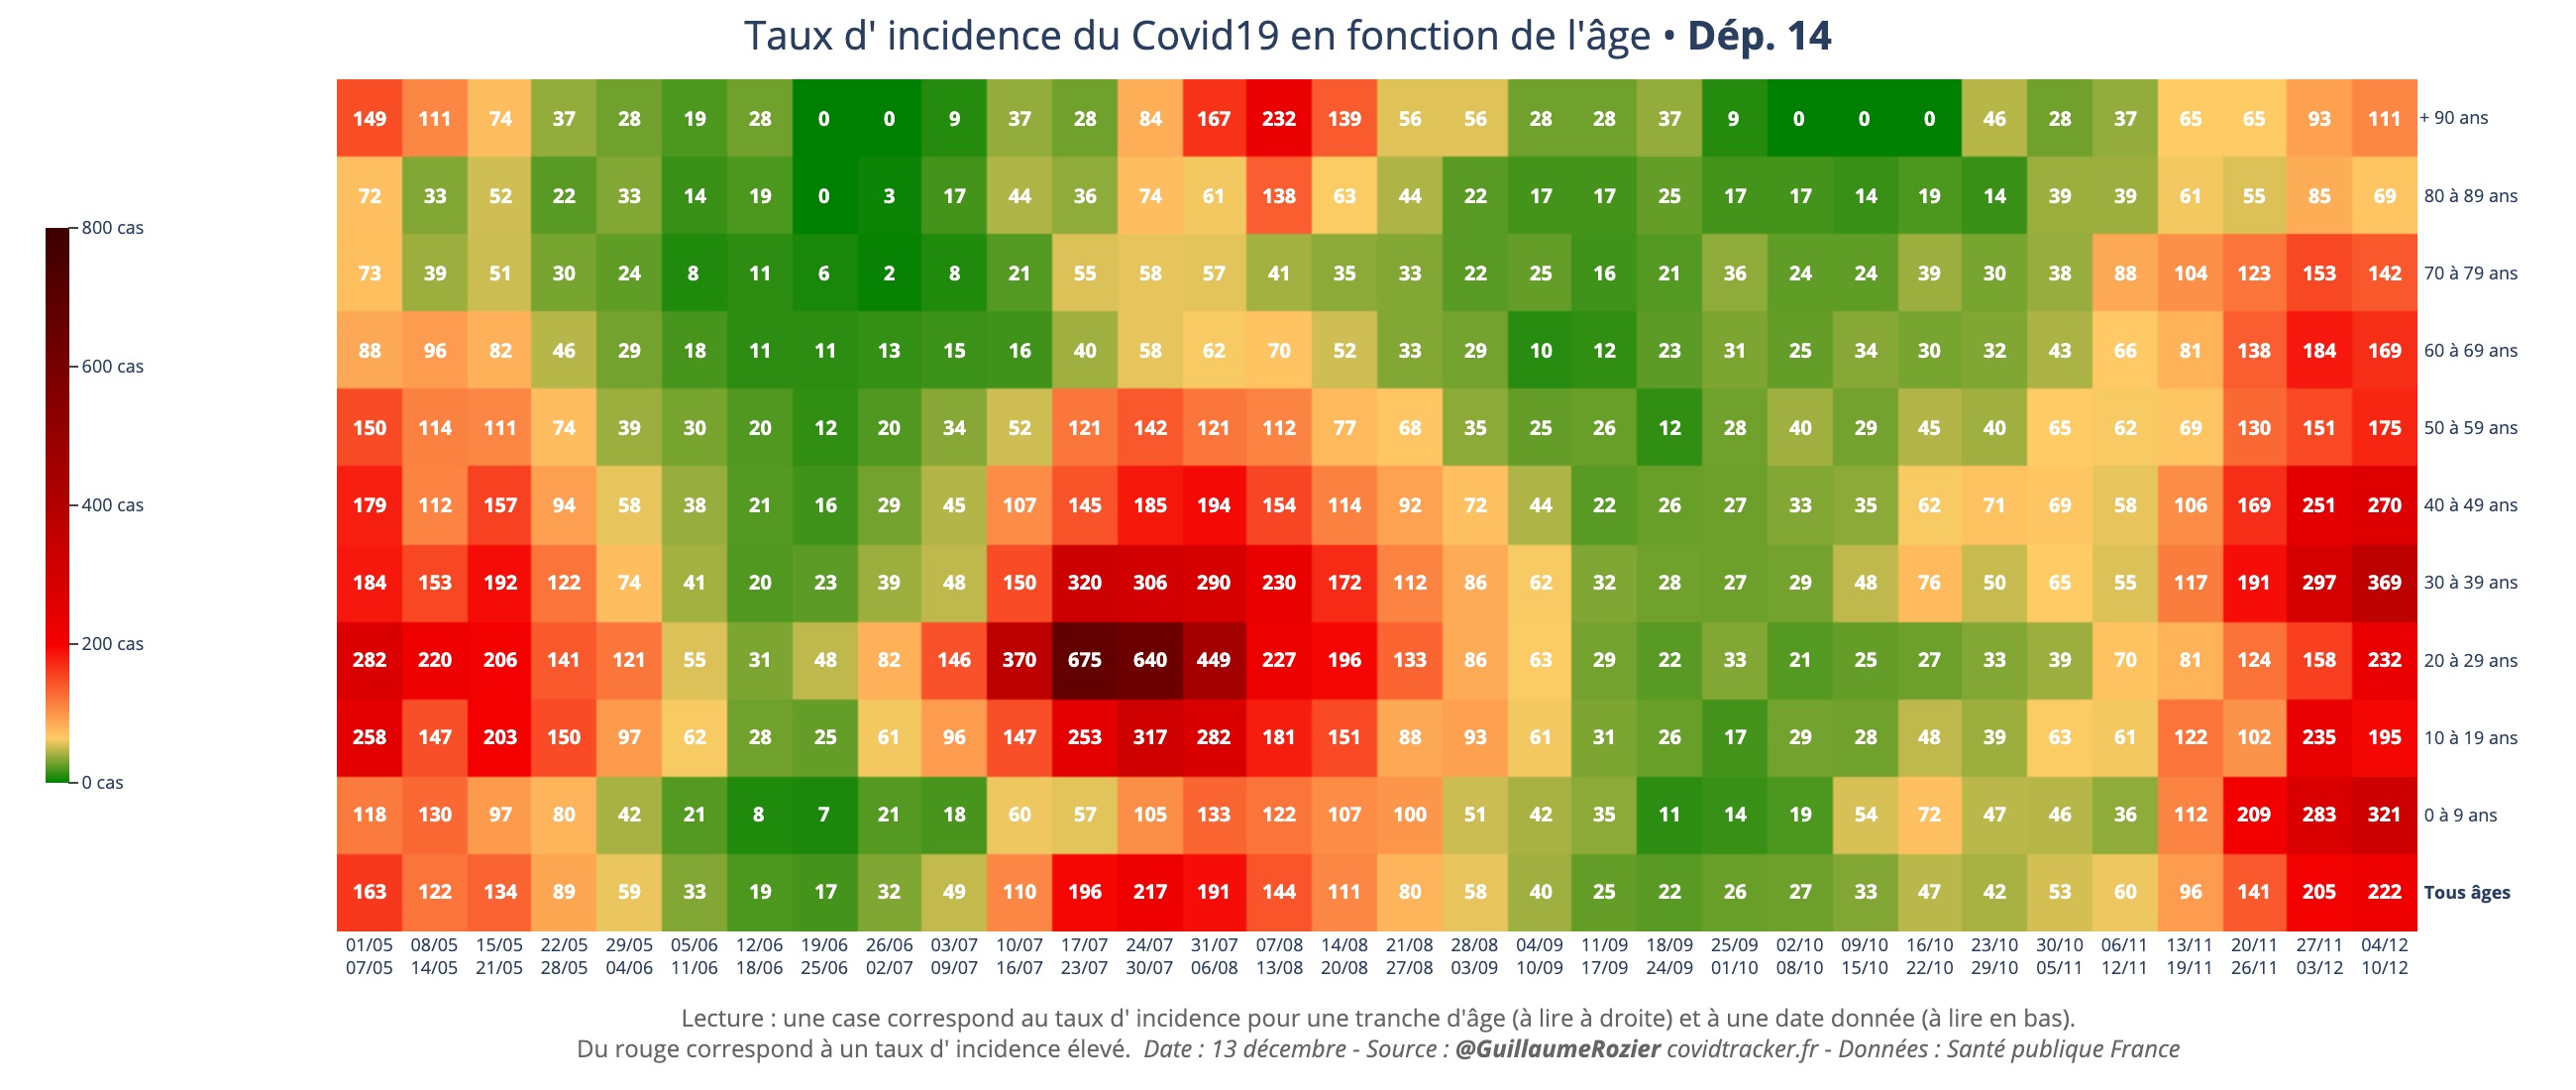 Taux d' incidence du Covid19 en fonction de l'âge • Dép. 14
149 111 74 37 28 19 28 0 0 9 37 28 84 167 232 139 56 56 28 28 37 9 0 0 0 46 28 37 65 65 93 111 + 90 ans
72 33 52 22 33 14 19 0 3 17 44 36 74 61 138 63 44 22 17 17 25 17 17 14 19 14 39 39 61 55 85 69 80 à 89 ans
800 cas
73 39 51 30 24 8 11 6 2 8 21 55 58 57 41 35 33 22 25 16 21 36 24 24 39 30 38 88 104 123 153 142 70 à 79 ans
88 96 82 46 29 18 11 11 13 15 16 40 58 62 70 52 33 29 10 12 23 31 25 34 30 32 43 66 81 138 184 169 60 à 69 ans
600 cas
150 114 111 74 39 30 20 12 20 34 52 121 142 121 112 77 68 35 25 26 12 28 40 29 45 40 65 62 69 130 151 175 50 à 59 ans
400 cas
179 112 157 94 58 38 21 16 29 45 107 145 185 194 154 114 92 72 44 22 26 27 33 35 62 71 69 58 106 169 251 270 40 à 49 ans
184 153 192 122 74 41 20 23 39 48 150 320 306 290 230 172 112 86 62 32 28 27 29 48 76 50 65 55 117 191 297 369 30 à 39 ans
200 cas
282 220 206 141 121 55 31 48 82 146 370 675 640 449 227 196 133 86 63 29 22 33 21 25 27 33 39 70 81 124 158 232 20 à 29 ans
258 147 203 150 97 62 28 25 61 96 147 253 317 282 181 151 88 93 61 31 26 17 29 28 48 39 63 61 122 102 235 195 10 à 19 ans
0 cas
118 130 97 80 42 21 8 7 21 18 60 57 105 133 122 107 100 51 42 35 11 14 19 54 72 47 46 36 112 209 283 321 0 à 9 ans
163 122 134 89 59 33 19 17 32 49 110 196 217 191 144 111 80 58 40 25 22 26 27 33 47 42 53 60 96 141 205 222 Tous âges
01/05 08/05 15/05 22/05 29/05 05/06 12/06 19/06 26/06 03/07 10/07 17/07 24/07 31/07 07/08 14/08 21/08 28/08 04/09 11/09 18/09 25/09 02/10 09/10 16/10 23/10 30/10 06/11 13/11 20/11 27/11 04/12
07/05 14/05 21/05 28/05 04/06 11/06 18/06 25/06 02/07 09/07 16/07 23/07 30/07 06/08 13/08 20/08 27/08 03/09 10/09 17/09 24/09 01/10 08/10 15/10 22/10 29/10 05/11 12/11 19/11 26/11 03/12 10/12
Lecture : une case correspond au taux d' incidence pour une tranche d'âge (à lire à droite) et à une date donnée (à lire en bas).
Du rouge correspond à un taux d' incidence élevé. Date : 13 décembre - Source : @GuillaumeRozier covidtracker.fr - Données : Santé publique France